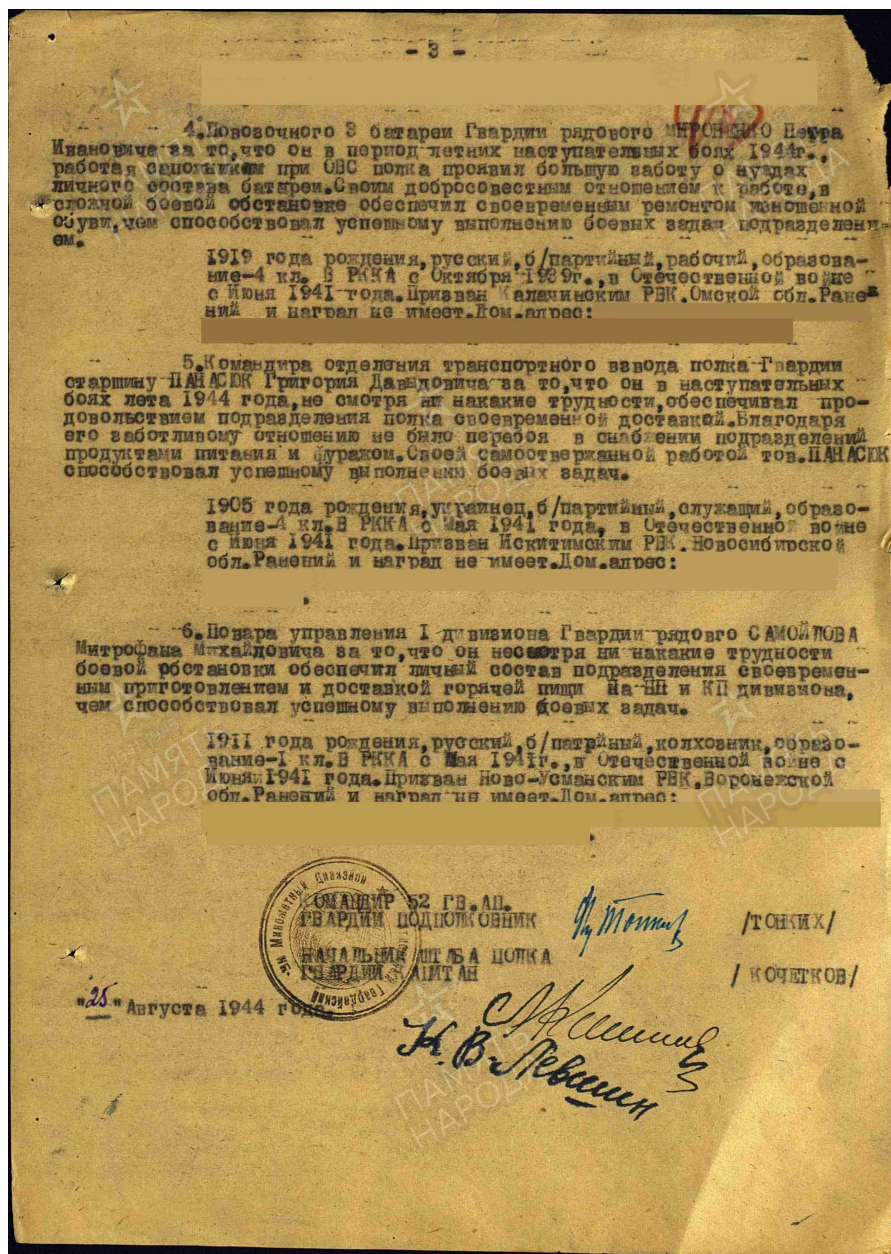 - 3 -
4.Повозочного 3 батареи Гвардии рядового МИРОНЕНКО Петра
Ивановича за то,что он в период летних наступательных боях 1944г.,
работая сапожником при ОВС полка проявил большую заботу о нуждах
личного состава батареи.Своим добросовестным отношением к работе,в
сложной боевой обстановке обеспечил своевременным ремонтом изношенной
обуви,чем способствовал успешному выполнению боевых задач подразделени-
ем.
1919 года рождения,русский,б/партийный,рабочий,образова-
ние-4 кл. В РККА с Октября 1939г.,в Отечественной войне
с Июня 1941 года.Призван Калачинским РВК.Омской обл.Ране-
ний и наград не имеет.Дом.адрес:
5.Командира отделения транспортного взвода полка Гвардии
старшину ПАНАСЮК Григория Давыдовича за то,что он в наступательных
боях лета 1944 года,не смотря ни накакие трудности,обеспечивал про-
довольствием подразделения полка своевременной доставкой.Благодаря
его заботливому отношению не было перебоя в снабжении подразделений
продуктами питания и фуражом.Своей самоотвержанной работой тов.ПАНАСЮК
способствовал успешному выполнению боевых задач.
1905 года рождения,украинец,б/партийный,служащий,образо-
вание-4 кл.В РККА с Мая 1941 года, в Отечественной войне
с Июня 1941 года.Призван Искитимским РВК.Новосибирской
обл.Ранений и наград не имеет.Дом.адрес:
6.Повара управления I дивизиона Гвардии рядовго САМОЙЛОВА
Митрофана Михайловича за то,что он несмотря ни накакие трудности
боевой рбстановки обеспечил личный состав подразделения своевремен-
ным приготовлением и доставкой горячей пищи на НП и КП дивизиона,
чем способствовал успешному выполнению боевых задач.
1911 года рождения,русский,б/патрйный,колхозник,образо-
вание-I кл.В РККА с Мая 1941г.,в Отечественной войне с
Июня 1941 года.Призван Ново-Усманским РВК.Воронежской
обл.Ранений и наград не имеет.Дом.адрес:
КОМАНДИР 52 ГВ.АП.
ГВАРДИИ ПОДПОЛКОВНИК /ТОНКИХ/
НАЧАЛЬНИК ШТАБА ПОЛКА
ГВАРДИИ КАПИТАН /КОЧЕТКОВ/
"25" Августа 1944 года.
Минометный Дивизион
Гвардейский
К.В. Левшин
ПАМЯТЬ
НАРОДА